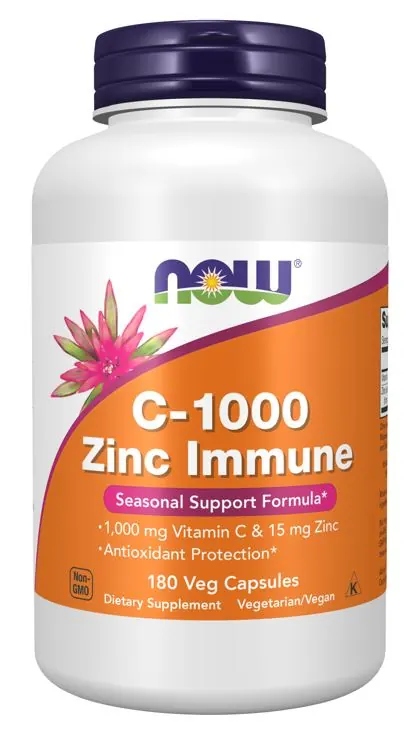 now®
C-1000
Zinc Immune
Seasonal Support Formula*
•1,000 mg Vitamin C & 15 mg Zinc
•Antioxidant Protection*
180 Veg Capsules
Non-
GMO
Dietary Supplement Vegetarian/Vegan
K